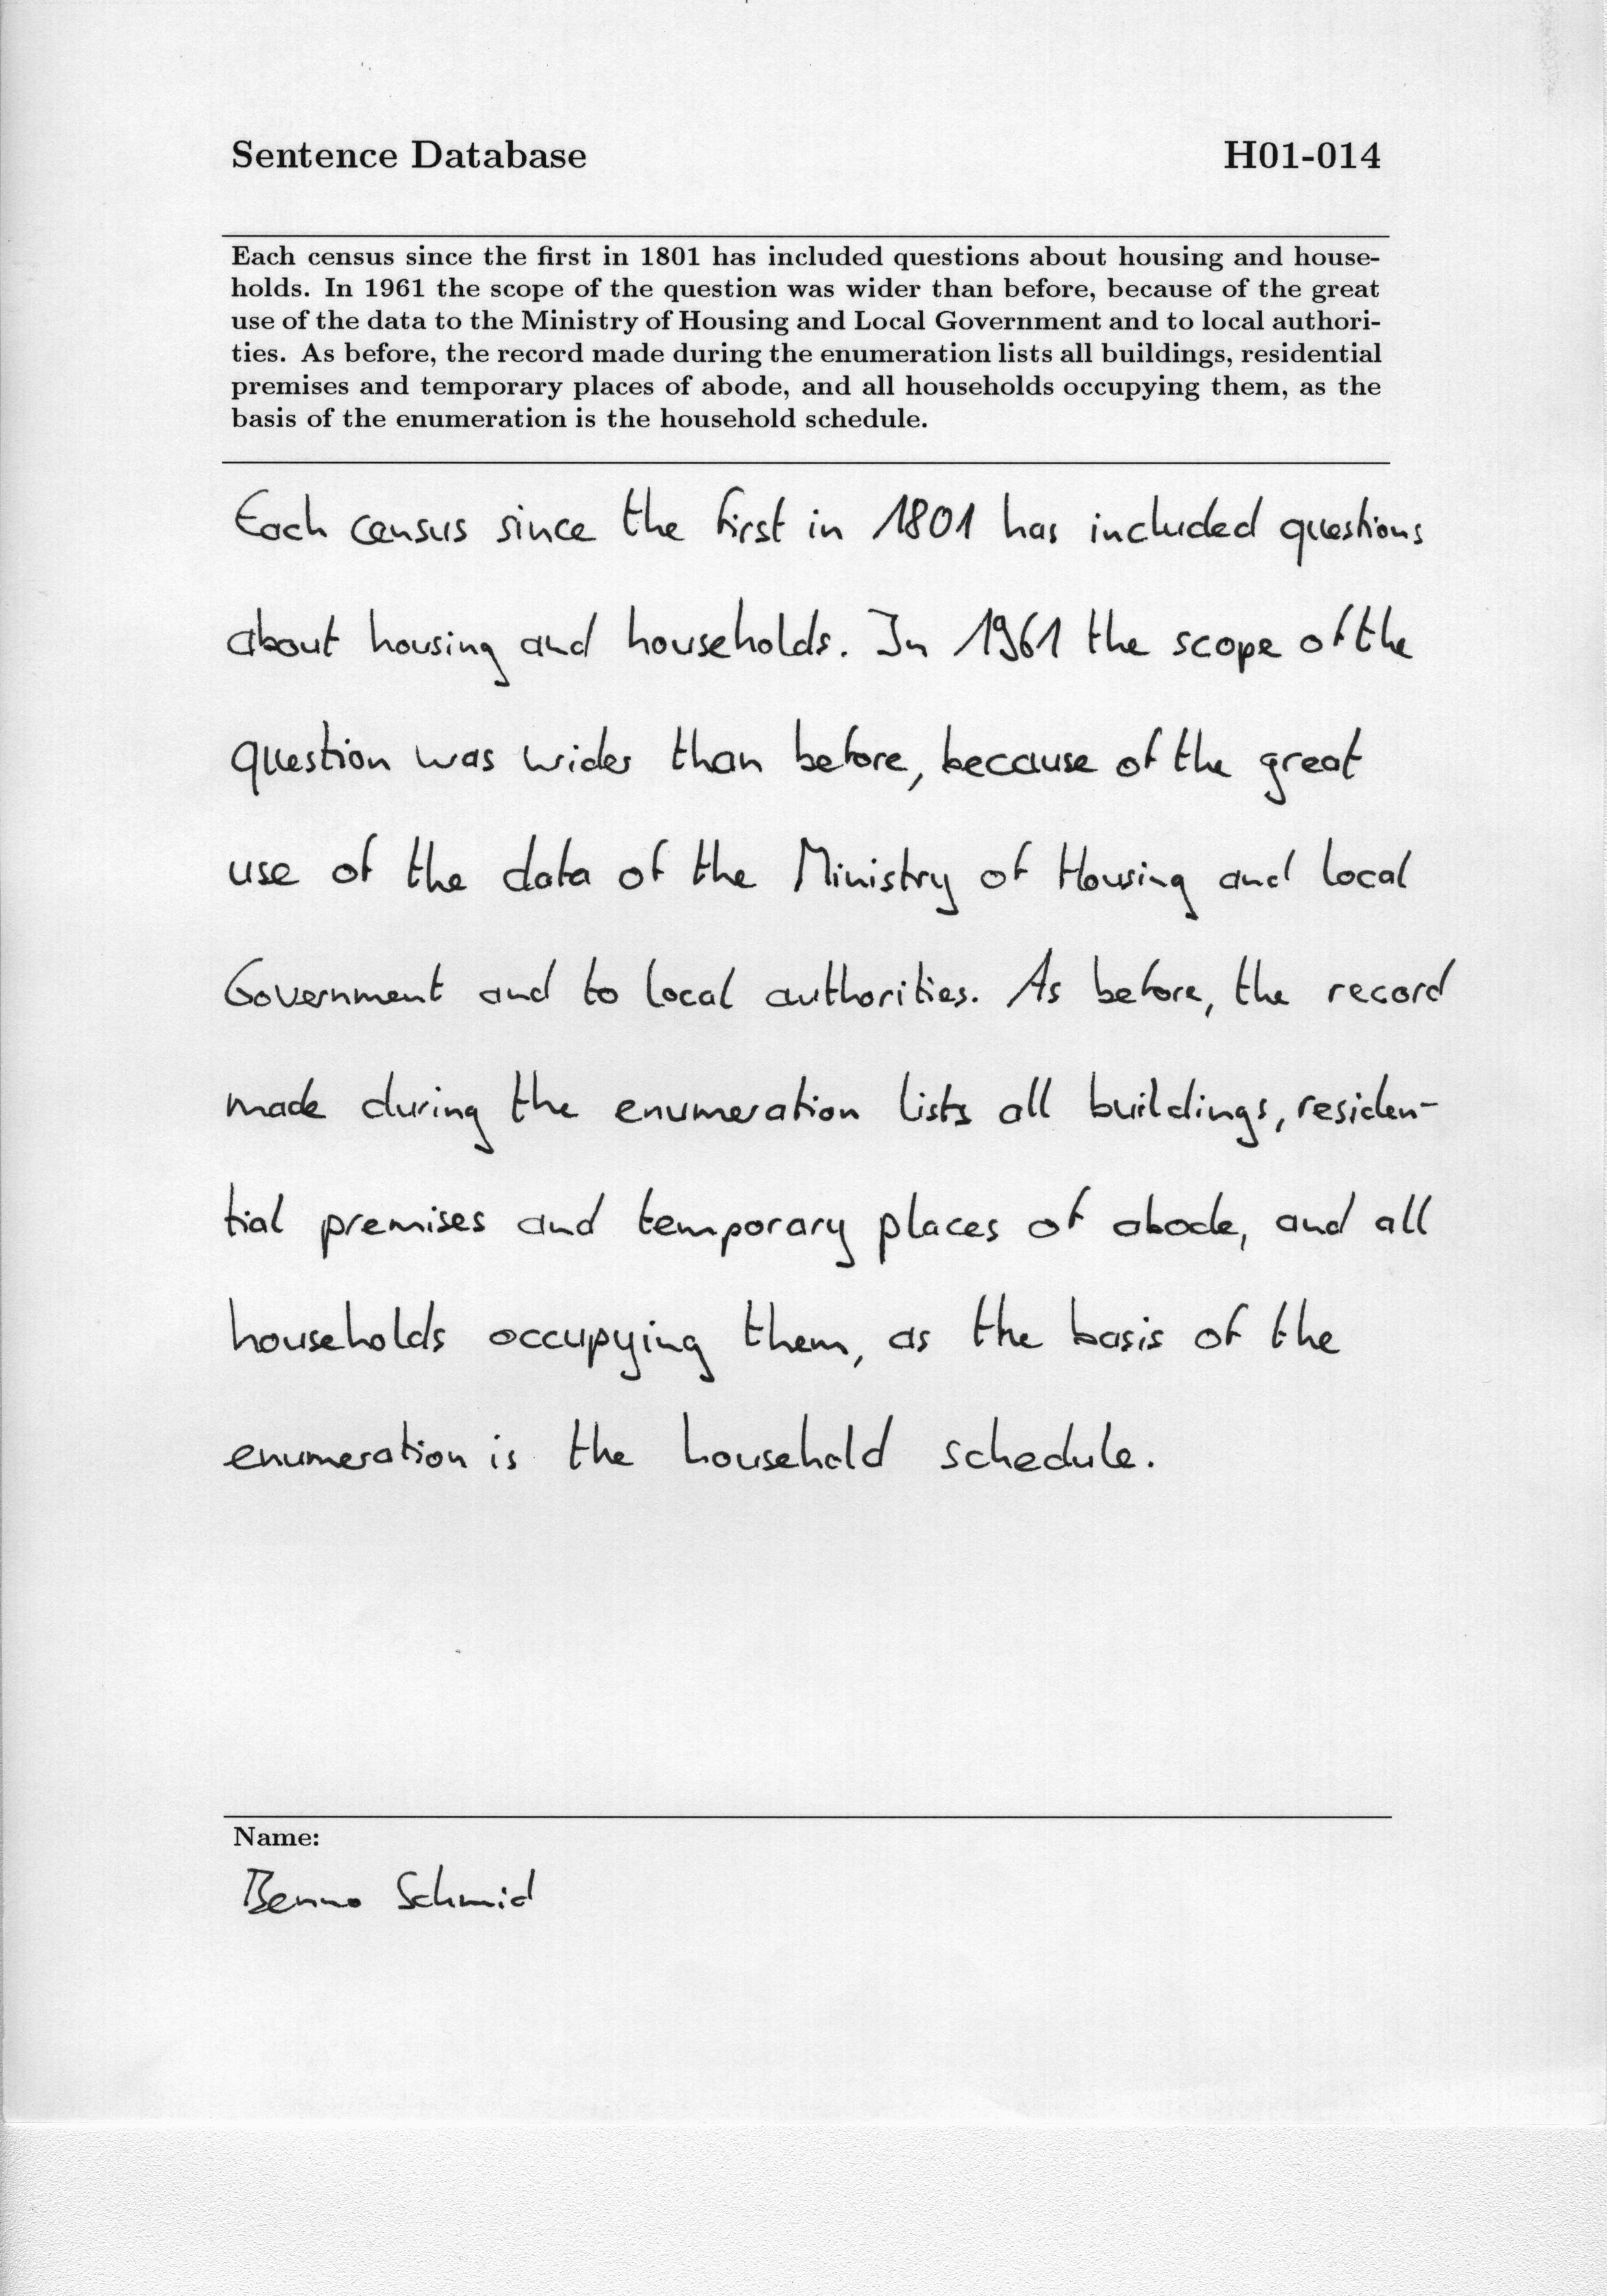 Sentence Database H01-014
Each census since the first in 1801 has included questions about housing and house-
holds. In 1961 the scope of the question was wider than before, because of the great
use of the data to the Ministry of Housing and Local Government and to local authori-
ties. As before, the record made during the enumeration lists all buildings, residential
premises and temporary places of abode, and all households occupying them, as the
basis of the enumeration is the household schedule.
Each census since the first in 1801 has included questions
about housing and households. In 1961 the scope of the
question was wider than before, because of the great
use of the data of the Ministry of Housing and local
Government and to local authorities. As before, the record
made during the enumeration lists all buildings, residen-
tial premises and temporary places of abode, and all
households occupying them, as the basis of the
enumeration is the household schedule.
Name:
Benno Schmid